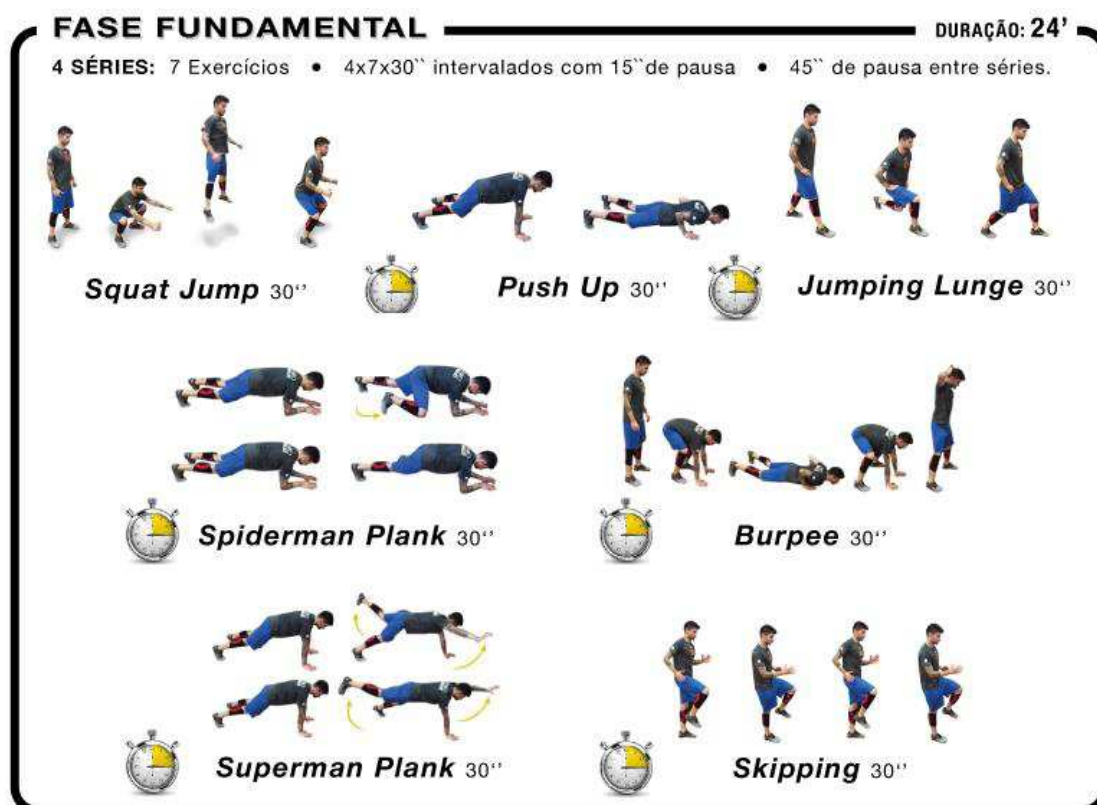 FASE FUNDAMENTAL
DURAÇÃO: 24’
4 SÉRIES: 7 Exercícios • 4x7x30`` intervalados com 15``de pausa • 45`` de pausa entre séries.
Squat Jump 30‘’
Push Up 30‘’
Jumping Lunge 30‘’
Spiderman Plank 30‘’
Burpee 30‘’
Superman Plank 30‘’
Skipping 30‘’